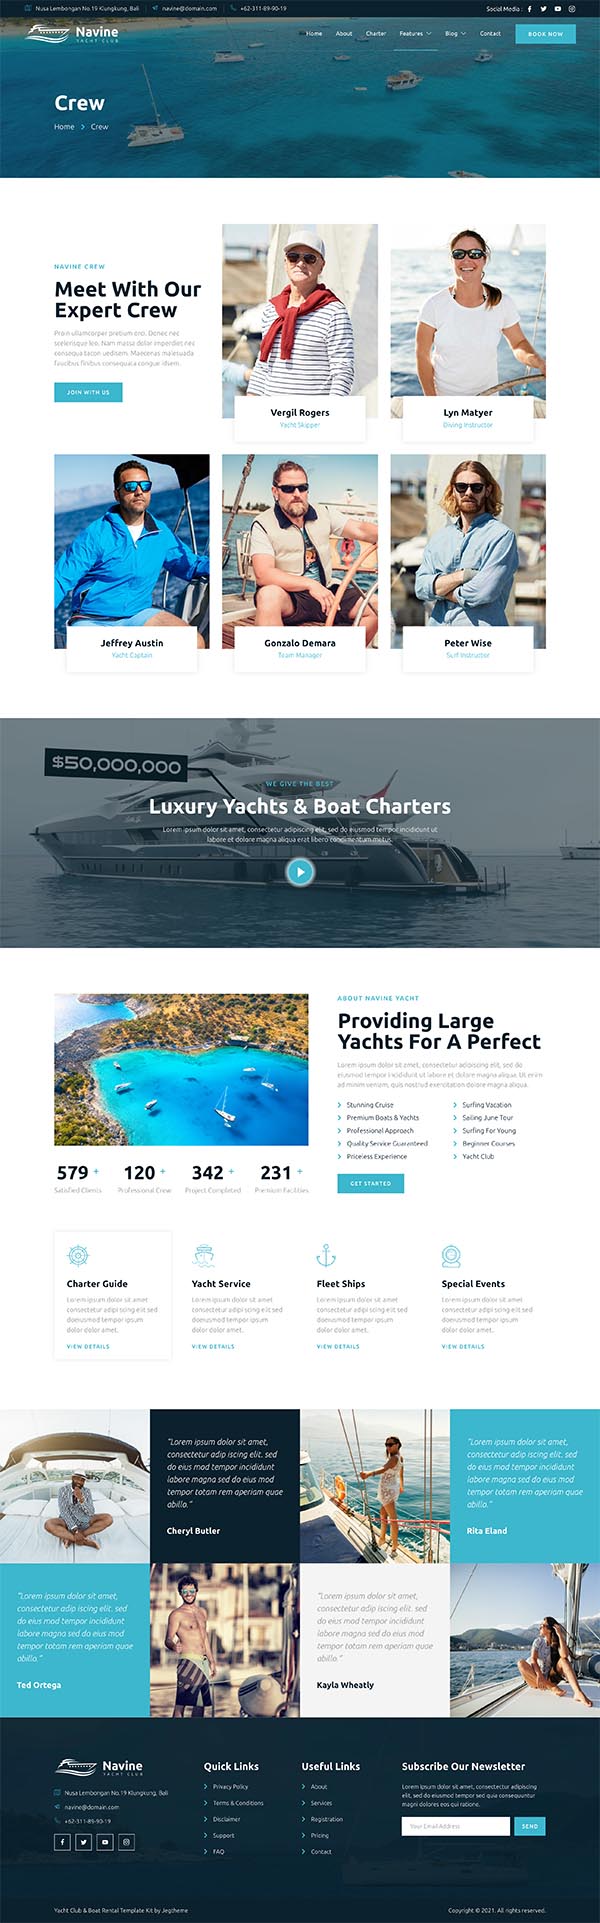 Nusa Lembongan No.19 Klungkung, Bali
navine@domain.com
+62-311-89-90-19
Social Media :
Navine
YACHT CLUB
Home
About
Charter
Features
Blog
Contact
BOOK NOW
Crew
Home
Crew
NAVINE CREW
Meet With Our
Expert Crew
Proin ullamcorper pretium orci. Donec nec
scelerisque leo. Nam massa dolor imperdiet nec
consequa tacon uedisem. Maecenas malesuada
faucibus finibus consequaca congue idsem.
JOIN WITH US
Vergil Rogers
Yacht Skipper
Lyn Matyer
Diving Instructor
Jeffrey Austin
Yacht Captain
Gonzalo Demara
Team Manager
Peter Wise
Surf Instructor
$50,000,000
WE GIVE THE BEST
Luxury Yachts & Boat Charters
Lorem ipsum dolor sit amet, consectetur adipiscing elit, sed do eiusmod tempor incididunt ut
labore et dolore magna aliqua erat libero condimentum metus.
ABOUT NAVINE YACHT
Providing Large
Yachts For A Perfect
Lorem ipsum dolor sit amet, consectetur adipiscing elit, sed do
eiusmod tempor incididunt ut labore et dolore magna aliqua. Ut enim
ad minim veniam, quis nostrud exercitation dolore magna aliqua.
Stunning Cruise
Premium Boats & Yachts
Professional Approach
Quality Service Guaranteed
Priceless Experience
Surfing Vacation
Sailing June Tour
Surfing For Young
Beginner Courses
Yacht Club
GET STARTED
579 +
Satisfied Clients
120 +
Professional Crew
342 +
Project Completed
231 +
Premium Facilities
Charter Guide
Lorem ipsum dolor sit amet
consectetur adipiscing elit sed
doeiusmod tempor ipsum
dolor dolor amet.
VIEW DETAILS
Yacht Service
Lorem ipsum dolor sit amet
consectetur adipiscing elit sed
doeiusmod tempor ipsum
dolor dolor amet.
VIEW DETAILS
Fleet Ships
Lorem ipsum dolor sit amet
consectetur adipiscing elit sed
doeiusmod tempor ipsum
dolor dolor amet.
VIEW DETAILS
Special Events
Lorem ipsum dolor sit amet
consectetur adipiscing elit sed
doeiusmod tempor ipsum
dolor dolor amet.
VIEW DETAILS
"Lorem ipsum dolor sit amet,
consectetur adip iscing elit. sed
do eius mod tempor incididunt
labore magna sed do eius mod
tempor totam rem aperiam quae
abillo."
Cheryl Butler
"Lorem ipsum dolor sit amet,
consectetur adip iscing elit. sed
do eius mod tempor incididunt
labore magna sed do eius mod
tempor totam rem aperiam quae
abillo."
Rita Eland
"Lorem ipsum dolor sit amet,
consectetur adip iscing elit. sed
do eius mod tempor incididunt
labore magna sed do eius mod
tempor totam rem aperiam quae
abillo."
Ted Ortega
"Lorem ipsum dolor sit amet,
consectetur adip iscing elit. sed
do eius mod tempor incididunt
labore magna sed do eius mod
tempor totam rem aperiam quae
abillo."
Kayla Wheatly
Navine
YACHT CLUB
Nusa Lembongan No.19 Klungkung, Bali
navine@domain.com
+62-311-89-90-19
Quick Links
Privacy Policy
Terms & Conditions
Disclaimer
Support
FAQ
Useful Links
About
Services
Registration
Pricing
Contact
Subscribe Our Newsletter
Lorem ipsum dolor sit amet, consectetur adipiscing elit,
sed do eiusmod tempor ipsum sed quia consequuntur
magni dolores eos qui ratione.
Your Email Address
SEND
Yacht Club & Boat Rental Template Kit by Jegtheme
Copyright © 2021. All rights reserved.